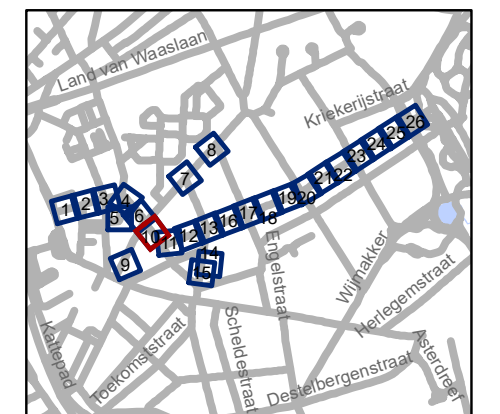 Land van Waaslaan
Kriekerijstraat
26
25
24
23
22
21
20
19
18
17
16
13
12
11
10
8
7
1
2
3
4
5
6
9
14
15
Engelstraat
Wijmakker
Herlegemstraat
Kattepad
Toekomststraat
Scheldestraat
Destelbergenstraat
Asterdreef